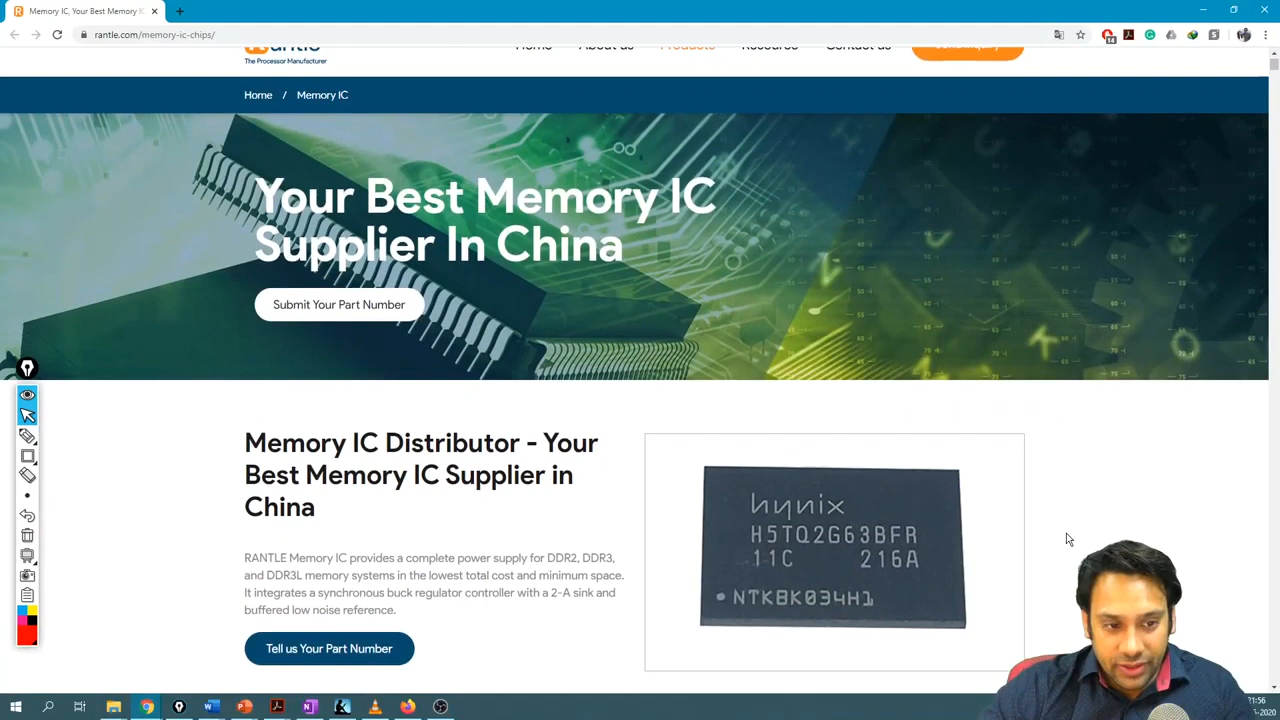 Memory IC, Your Best Memory IC
rantle.com/memory-ic-chips/
14
Rantle
The Processor Manufacturer
Home
About us
Products
Resource
Contact us
Home / Memory IC
Your Best Memory IC
Supplier In China
Submit Your Part Number
Memory IC Distributor - Your
Best Memory IC Supplier in
China
RANTLE Memory IC provides a complete power supply for DDR2, DDR3,
and DDR3L memory systems in the lowest total cost and minimum space.
It integrates a synchronous buck regulator controller with a 2-A sink and
buffered low noise reference.
Tell us Your Part Number
hynix
H5TQ2G63BFR
11C 216A
NTKBK034H1
21:56